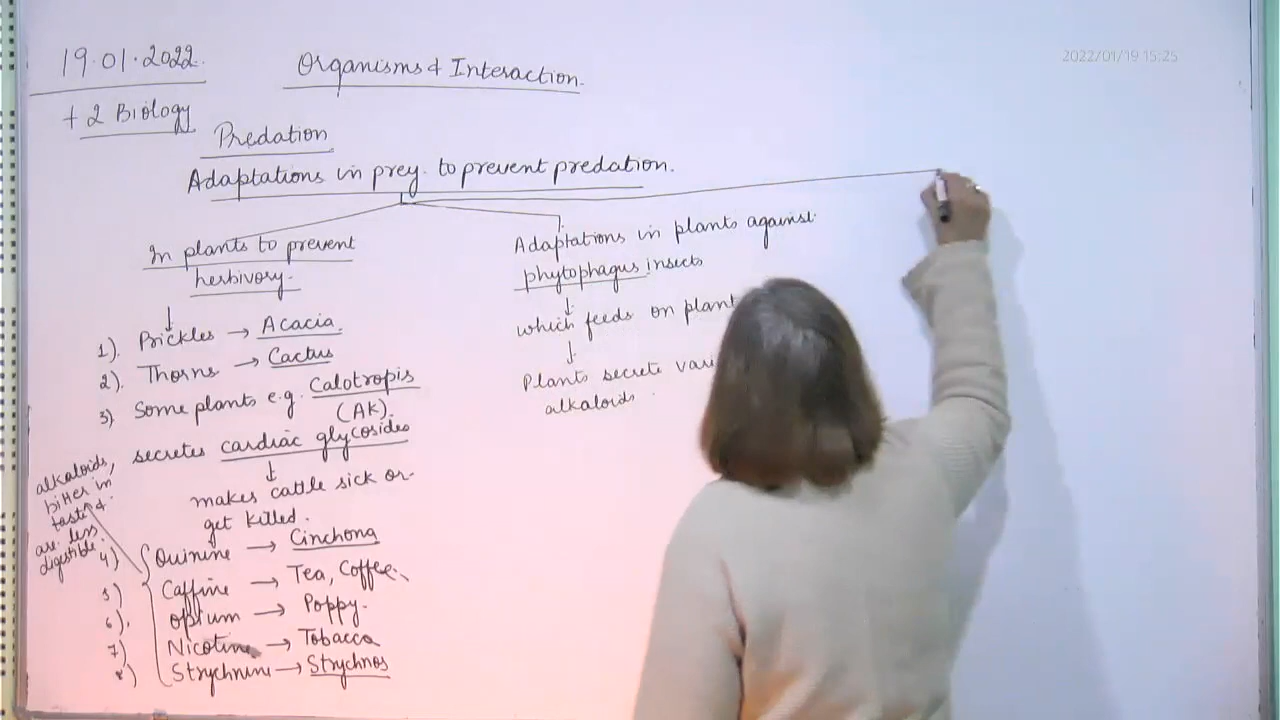 19.01.2022.
Organisms & Interaction.
2022/01/19 15:25
+2 Biology
Predation
Adaptations in prey. to prevent predation.
In plants to prevent
herbivory.
↓
1). Prickles → Acacia.
2). Thorns → Cactus
3) Some plants e.g. Calotropis
(AK).
secretes cardiac glycosides
↓
makes cattle sick or
get killed.
4) Quinine → Cinchona
5) Caffine → Tea, Coffee.
6). Opium → Poppy.
7) Nicotine → Tobacca
8) Strychnine → Strychnos
alkaloids,
bitter in
taste &
are less
digestible.
Adaptations in plants against
phytophagus insects
↓
which feeds on plant
↓
Plants secrete
alkaloids.